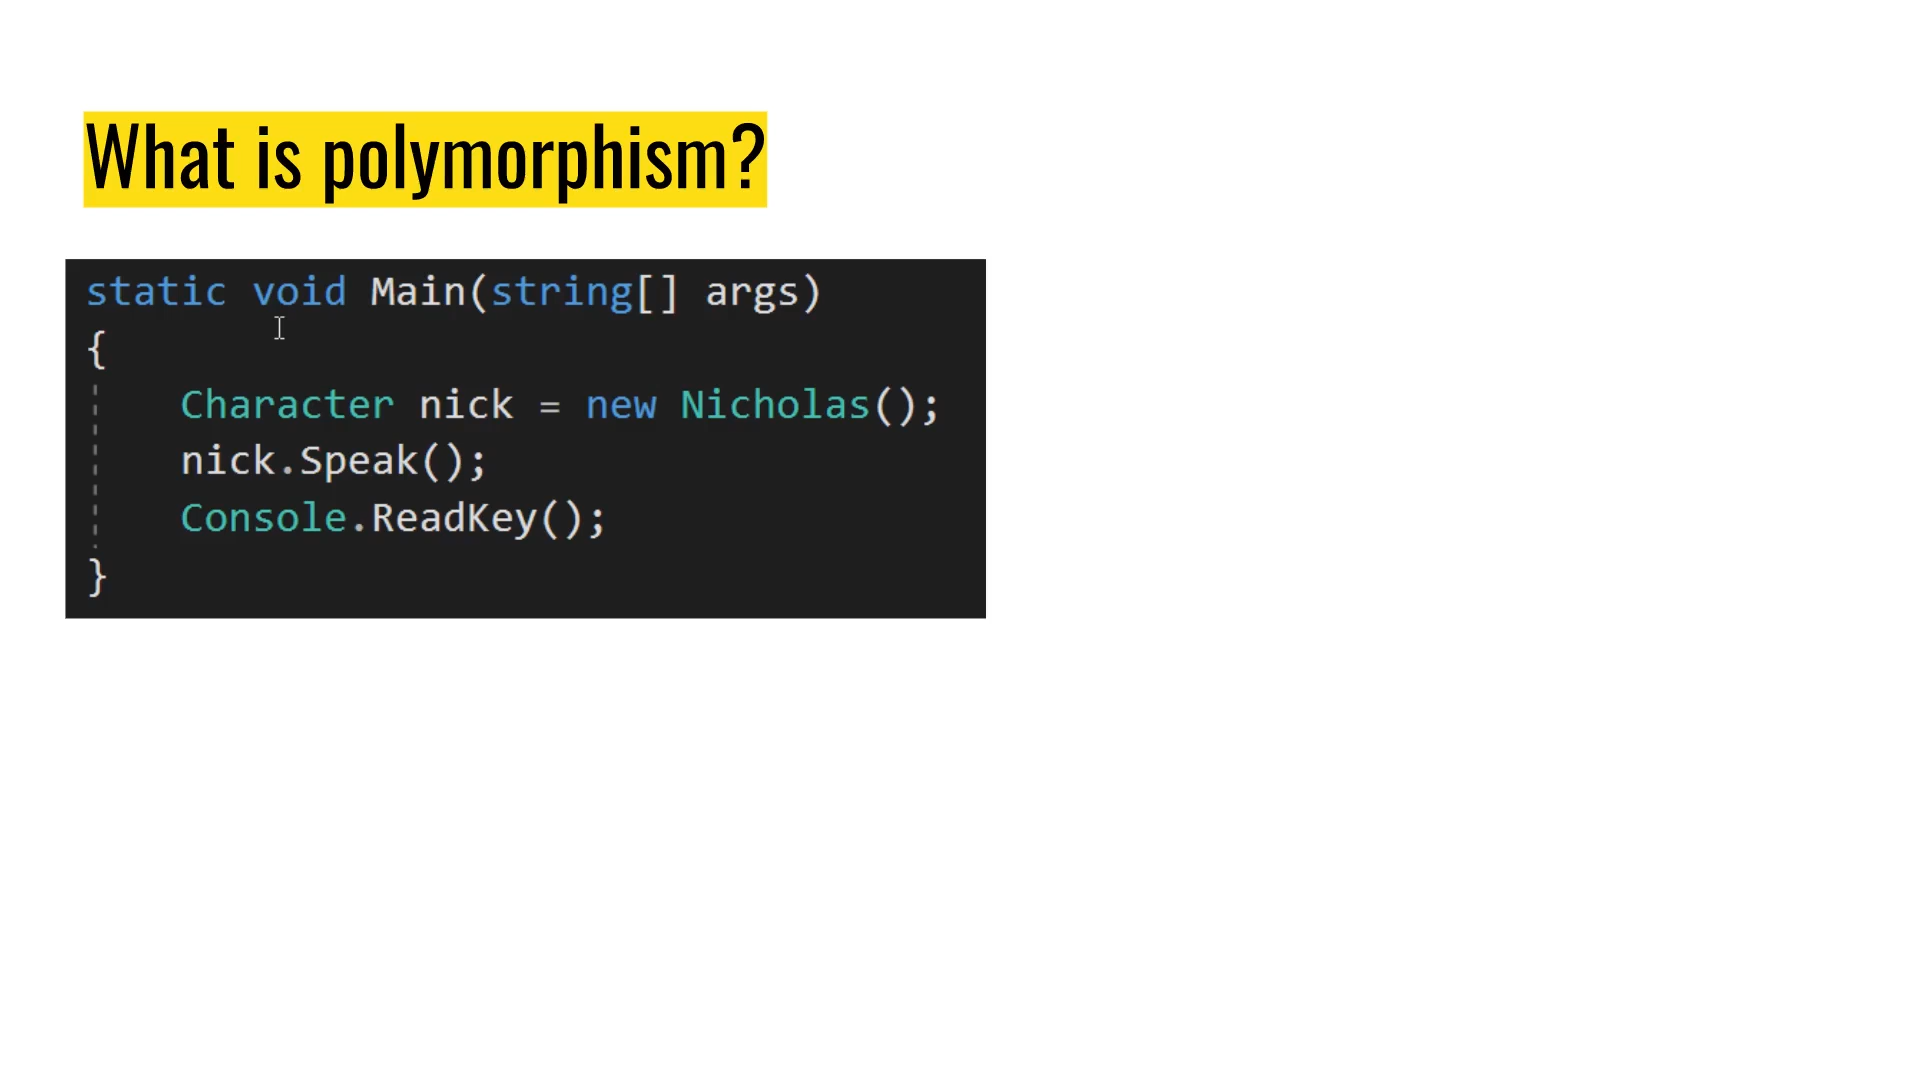 What is polymorphism?
static void Main(string[] args)
{
    Character nick = new Nicholas();
    nick.Speak();
    Console.ReadKey();
}